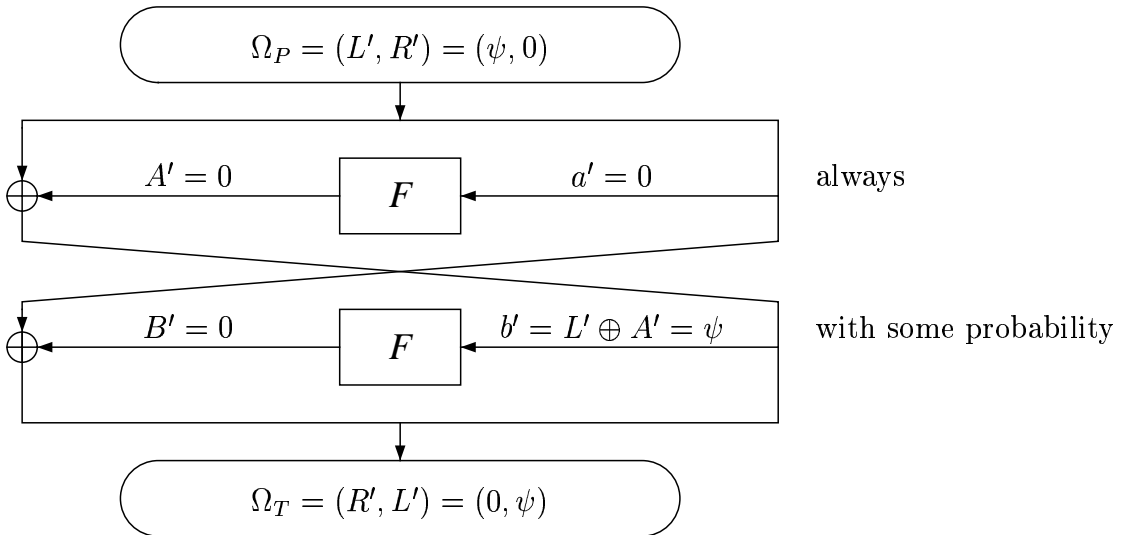 Ω_P = (L′, R′) = (ψ, 0)
A′ = 0
F
a′ = 0
always
B′ = 0
F
b′ = L′ ⊕ A′ = ψ
with some probability
Ω_T = (R′, L′) = (0, ψ)